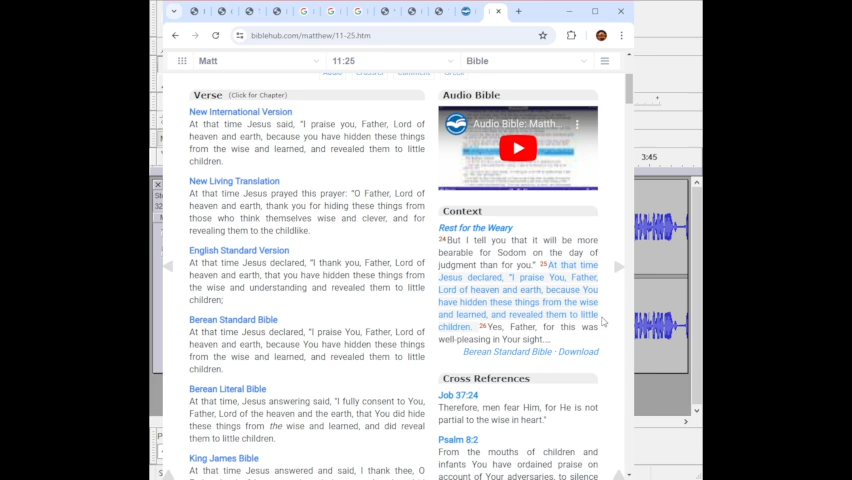 biblehub.com/matthew/11-25.htm
Matt
11:25
Bible
Verse (Click for Chapter)
New International Version
At that time Jesus said, "I praise you, Father, Lord of
heaven and earth, because you have hidden these things
from the wise and learned, and revealed them to little
children.
New Living Translation
At that time Jesus prayed this prayer: "O Father, Lord of
heaven and earth, thank you for hiding these things from
those who think themselves wise and clever, and for
revealing them to the childlike.
English Standard Version
At that time Jesus declared, "I thank you, Father, Lord of
heaven and earth, that you have hidden these things from
the wise and understanding and revealed them to little
children;
Berean Standard Bible
At that time Jesus declared, "I praise You, Father, Lord of
heaven and earth, because You have hidden these things
from the wise and learned, and revealed them to little
children.
Berean Literal Bible
At that time, Jesus answering said, "I fully consent to You,
Father, Lord of the heaven and the earth, that You did hide
these things from the wise and learned, and did reveal
them to little children.
King James Bible
At that time Jesus answered and said, I thank thee, O
Audio Bible
Audio Bible: Matth...
Context
Rest for the Weary
24But I tell you that it will be more
bearable for Sodom on the day of
judgment than for you." 25At that time
Jesus declared, "I praise You, Father,
Lord of heaven and earth, because You
have hidden these things from the wise
and learned, and revealed them to little
children. 26Yes, Father, for this was
well-pleasing in Your sight....
Berean Standard Bible · Download
Cross References
Job 37:24
Therefore, men fear Him, for He is not
partial to the wise in heart."
Psalm 8:2
From the mouths of children and
infants You have ordained praise on
account of Your adversaries, to silence
3:45